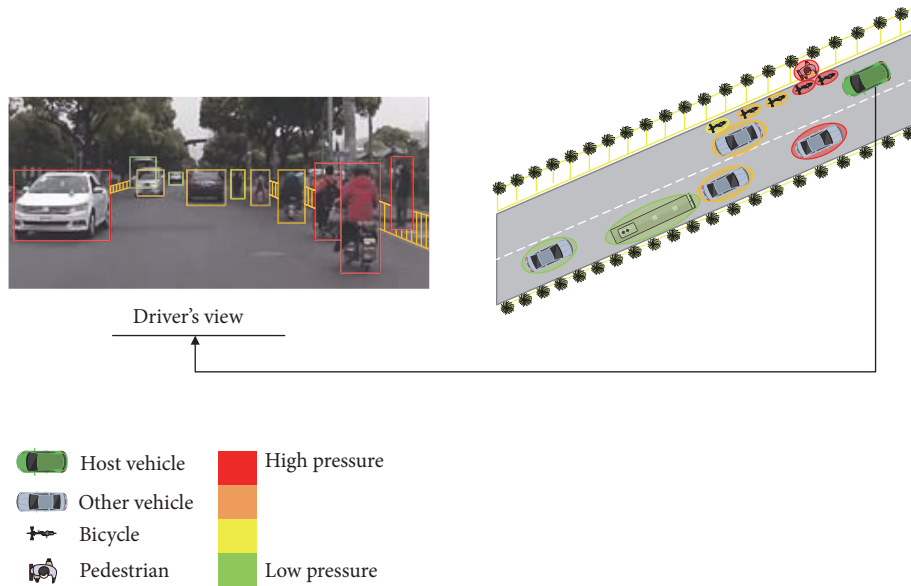 Driver's view
Host vehicle
High pressure
Other vehicle
Bicycle
Pedestrian
Low pressure